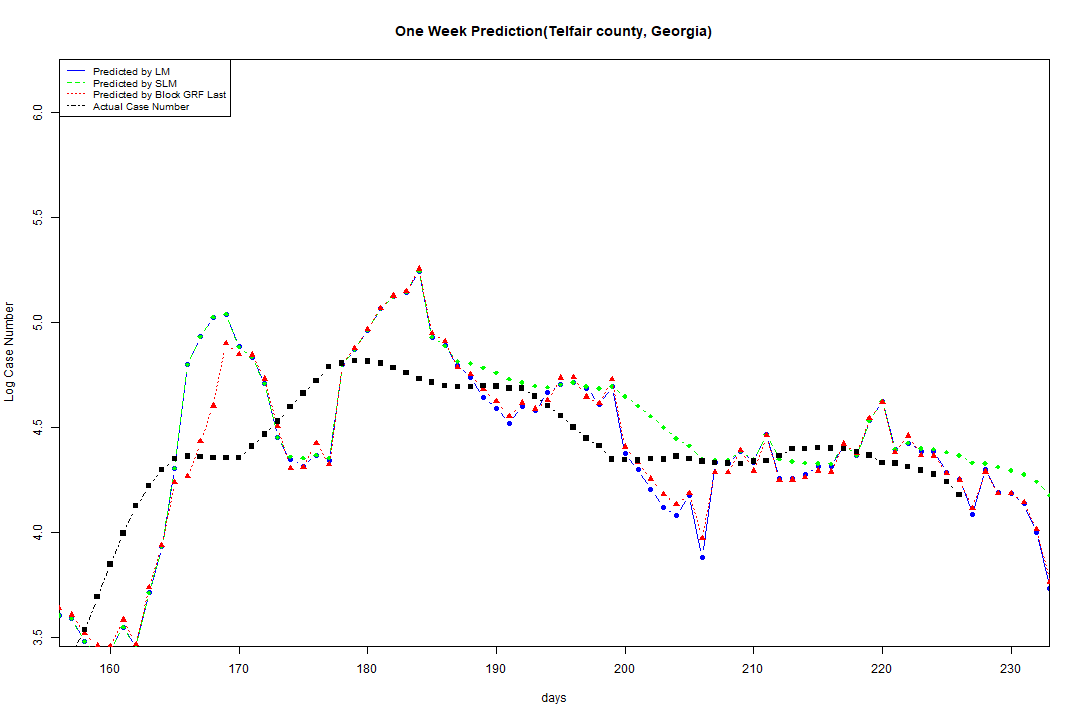 One Week Prediction(Telfair county, Georgia)
Predicted by LM
Predicted by SLM
Predicted by Block GRF Last
Actual Case Number
6.0
5.5
5.0
4.5
4.0
3.5
Log Case Number
160 170 180 190 200 210 220 230
days